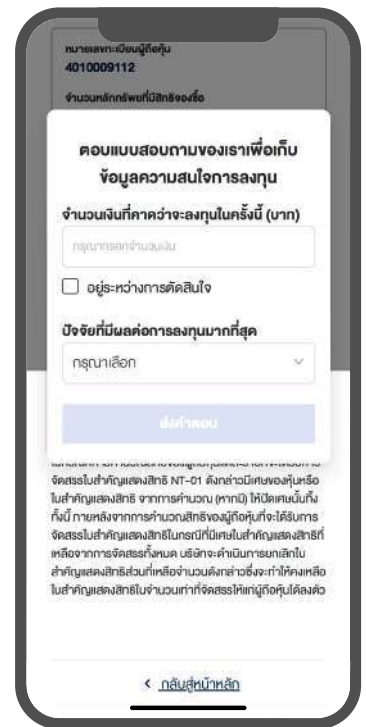 หมายเลขทะเบียนผู้ถือหุ้น
4010009112
จำนวนหลักทรัพย์ที่มีสิทธิจองซื้อ
ตอบแบบสอบถามของเราเพื่อเก็บ
ข้อมูลความสนใจการลงทุน
จำนวนเงินที่คาดว่าจะลงทุนในครั้งนี้ (บาท)
กรุณากรอกจำนวนเงิน
อยู่ระหว่างการตัดสินใจ
ปัจจัยที่มีผลต่อการลงทุนมากที่สุด
กรุณาเลือก
ส่งคำตอบ
จัดสรรใบสำคัญแสดงสิทธิ NT-01 ดังกล่าวมีเศษของหุ้นหรือ
ใบสำคัญแสดงสิทธิ จากการคำนวณ (หากมี) ให้ปัดเศษนั้นทิ้ง
ทั้งนี้ ภายหลังจากการคำนวณสิทธิของผู้ถือหุ้นที่จะได้รับการ
จัดสรรใบสำคัญแสดงสิทธิในกรณีที่มีเศษใบสำคัญแสดงสิทธิที่
เหลือจากการจัดสรรทั้งหมด บริษัทจะดำเนินการยกเลิกใบ
สำคัญแสดงสิทธิส่วนที่เหลือจำนวนดังกล่าวซึ่งจะทำให้คงเหลือ
ใบสำคัญแสดงสิทธิในจำนวนเท่าที่จัดสรรให้แก่ผู้ถือหุ้นได้ลงตัว
กลับสู่หน้าหลัก